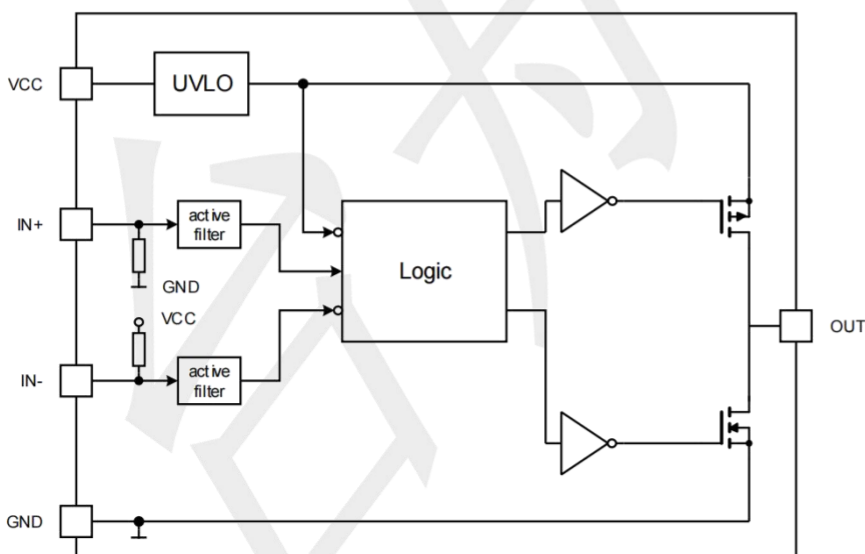 VCC
UVLO
IN+
active
filter
GND
Logic
VCC
OUT
IN-
active
filter
GND